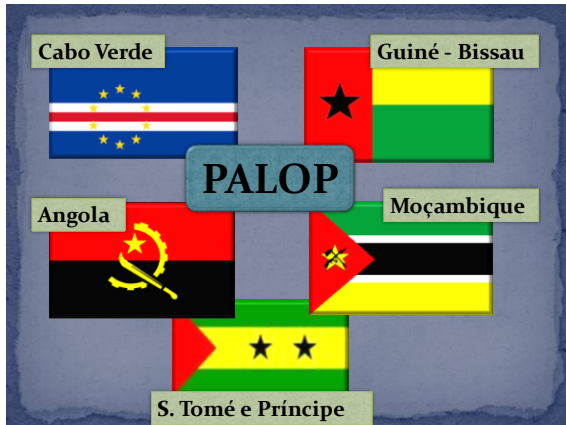 Cabo Verde
Guiné - Bissau
PALOP
Angola
Moçambique
S. Tomé e Príncipe